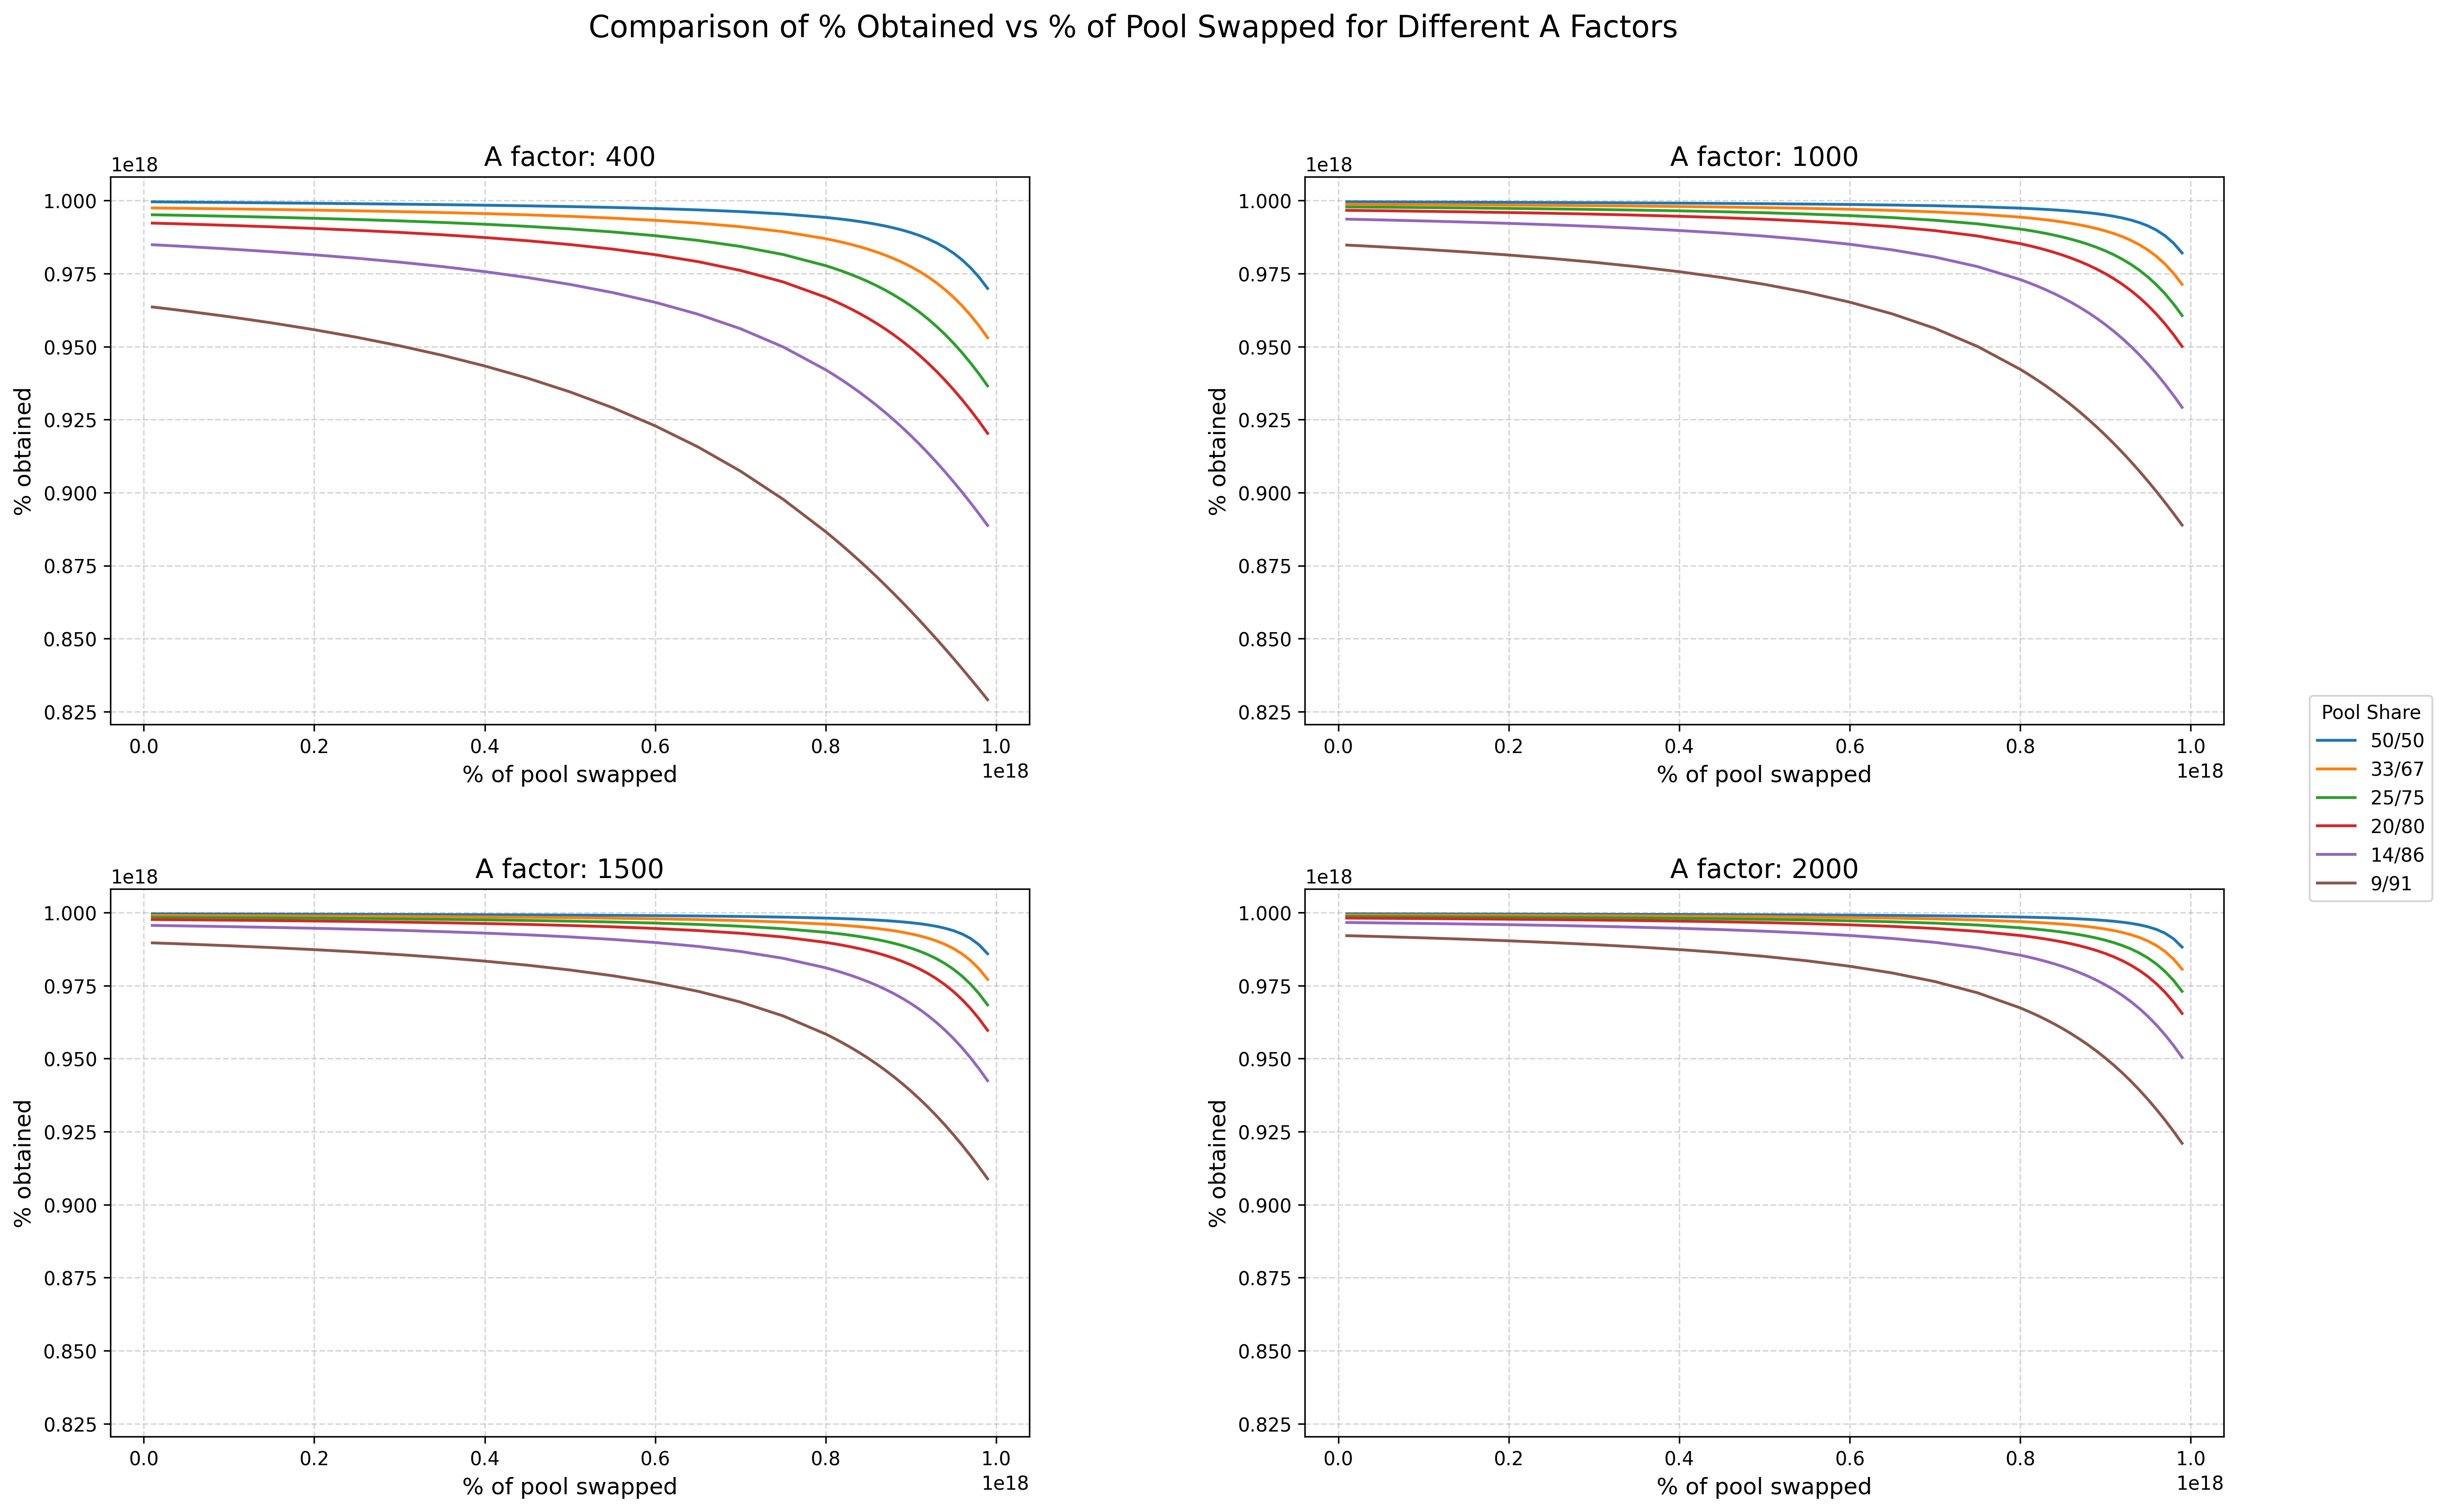 Comparison of % Obtained vs % of Pool Swapped for Different A Factors
A factor: 400
1e18
1.000
0.975
0.950
0.925
0.900
0.875
0.850
0.825
% obtained
0.0 0.2 0.4 0.6 0.8 1.0
1e18
% of pool swapped
A factor: 1000
1e18
1.000
0.975
0.950
0.925
0.900
0.875
0.850
0.825
% obtained
0.0 0.2 0.4 0.6 0.8 1.0
1e18
% of pool swapped
A factor: 1500
1e18
1.000
0.975
0.950
0.925
0.900
0.875
0.850
0.825
% obtained
0.0 0.2 0.4 0.6 0.8 1.0
1e18
% of pool swapped
A factor: 2000
1e18
1.000
0.975
0.950
0.925
0.900
0.875
0.850
0.825
% obtained
0.0 0.2 0.4 0.6 0.8 1.0
1e18
% of pool swapped
Pool Share
50/50
33/67
25/75
20/80
14/86
9/91